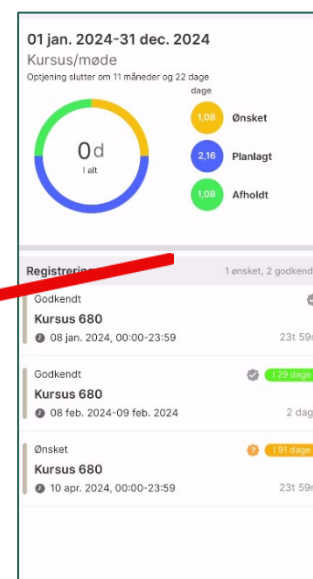 01 jan. 2024-31 dec. 2024
Kursus/møde
Optjening slutter om 11 måneder og 22 dage
dage
0d
I alt
1,08 Ønsket
2,16 Planlagt
1,08 Afholdt
1 ønsket, 2 godkend
Godkendt
Kursus 680
08 jan. 2024, 00:00-23:59 23t 59
Godkendt I 29 dage
Kursus 680
08 feb. 2024-09 feb. 2024 2 dag
Ønsket I 91 dage
Kursus 680
10 apr. 2024, 00:00-23:59 23t 59